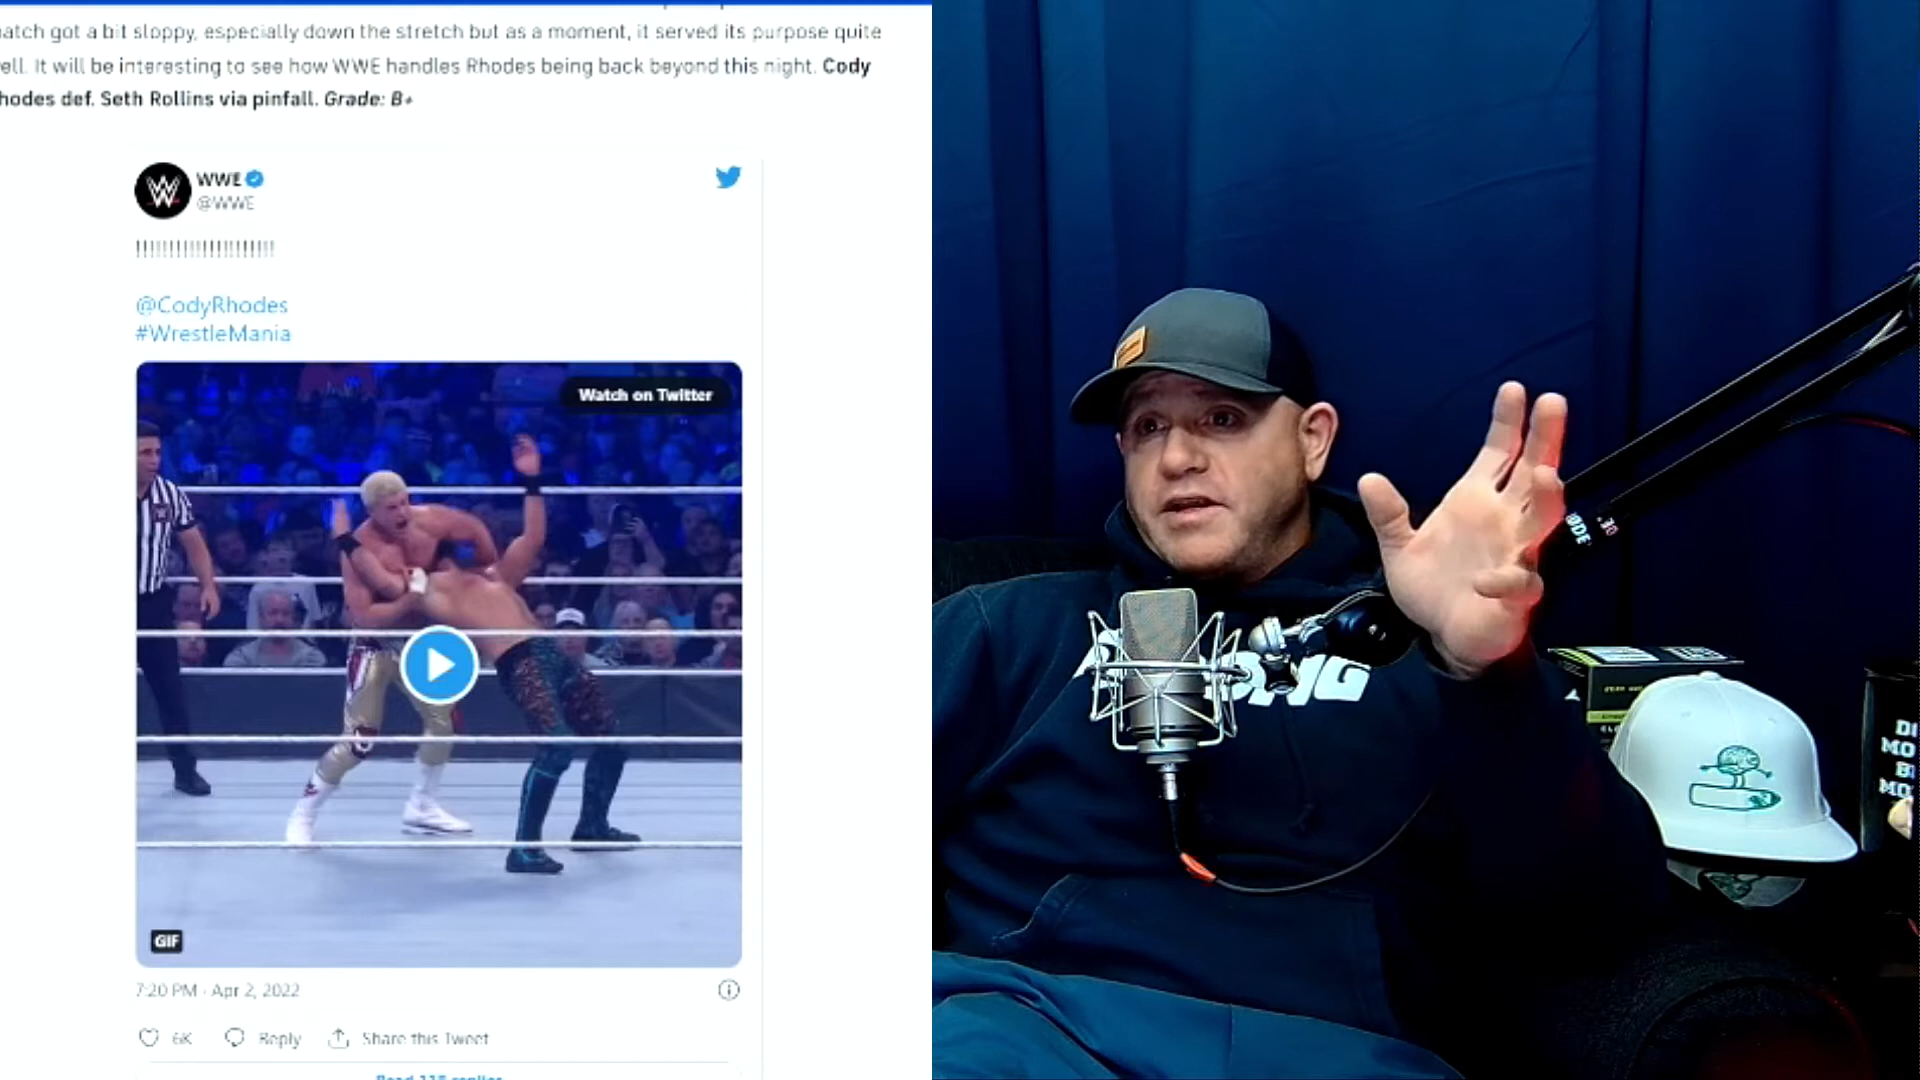 atch got a bit sloppy, especially down the stretch but as a moment, it served its purpose quite
ell. It will be interesting to see how WWE handles Rhodes being back beyond this night. Cody
hodes def. Seth Rollins via pinfall. Grade: B+
WWE
@WWE
!!!!!!!!!!!!!!!!!!!!!
@CodyRhodes
#WrestleMania
Watch on Twitter
GIF
7:20 PM · Apr 2, 2022
6K Reply Share this Tweet
DI
MO
B
MO